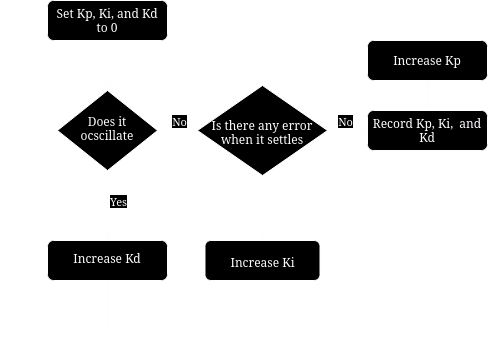 Set Kp, Ki, and Kd
to 0
Increase Kp
Does it
ocscillate
No
Is there any error
when it settles
No
Record Kp, Ki, and
Kd
Yes
Increase Kd
Increase Ki